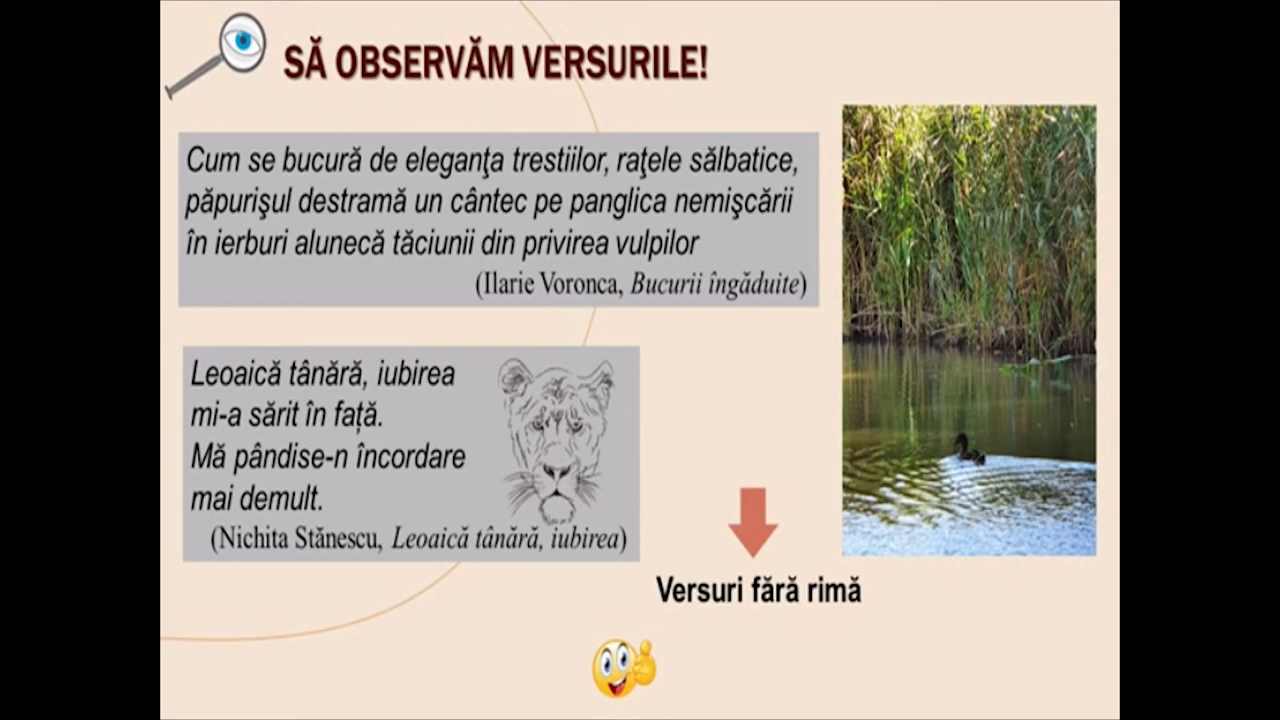 SĂ OBSERVĂM VERSURILE!
Cum se bucură de eleganţa trestiilor, raţele sălbatice,
păpurişul destramă un cântec pe panglica nemişcării
în ierburi alunecă tăciunii din privirea vulpilor
(Ilarie Voronca, Bucurii îngăduite)
Leoaică tânără, iubirea
mi-a sărit în față.
Mă pândise-n încordare
mai demult.
(Nichita Stănescu, Leoaică tânără, iubirea)
Versuri fără rimă